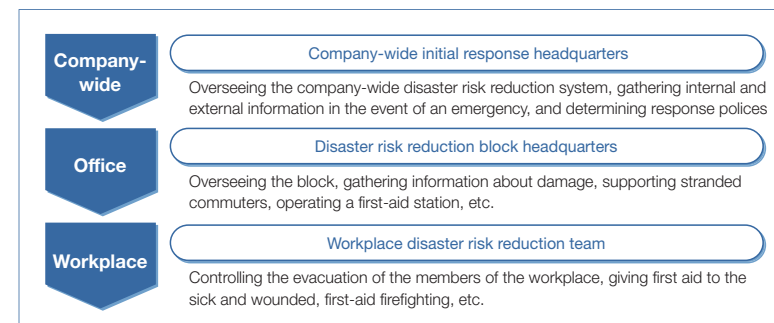 Company-
wide
Company-wide initial response headquarters
Overseeing the company-wide disaster risk reduction system, gathering internal and
external information in the event of an emergency, and determining response polices
Office
Disaster risk reduction block headquarters
Overseeing the block, gathering information about damage, supporting stranded
commuters, operating a first-aid station, etc.
Workplace
Workplace disaster risk reduction team
Controlling the evacuation of the members of the workplace, giving first aid to the
sick and wounded, first-aid firefighting, etc.